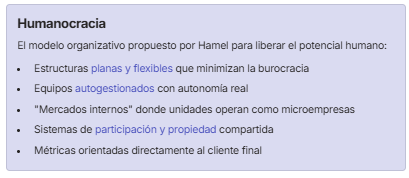 Humanocracia
El modelo organizativo propuesto por Hamel para liberar el potencial humano:
• Estructuras planas y flexibles que minimizan la burocracia
• Equipos autogestionados con autonomía real
• "Mercados internos" donde unidades operan como microempresas
• Sistemas de participación y propiedad compartida
• Métricas orientadas directamente al cliente final